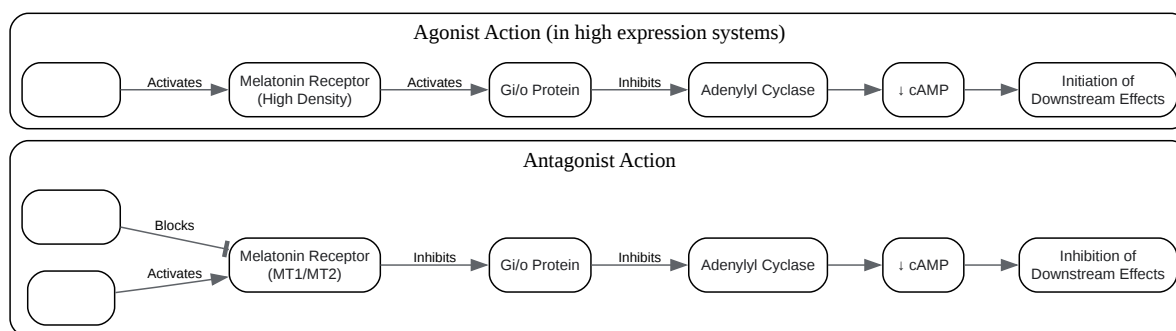 Agonist Action (in high expression systems)
Activates
Melatonin Receptor
(High Density)
Activates
Gi/o Protein
Inhibits
Adenylyl Cyclase
↓ cAMP
Initiation of
Downstream Effects
Antagonist Action
Blocks
Activates
Melatonin Receptor
(MT1/MT2)
Inhibits
Gi/o Protein
Inhibits
Adenylyl Cyclase
↓ cAMP
Inhibition of
Downstream Effects